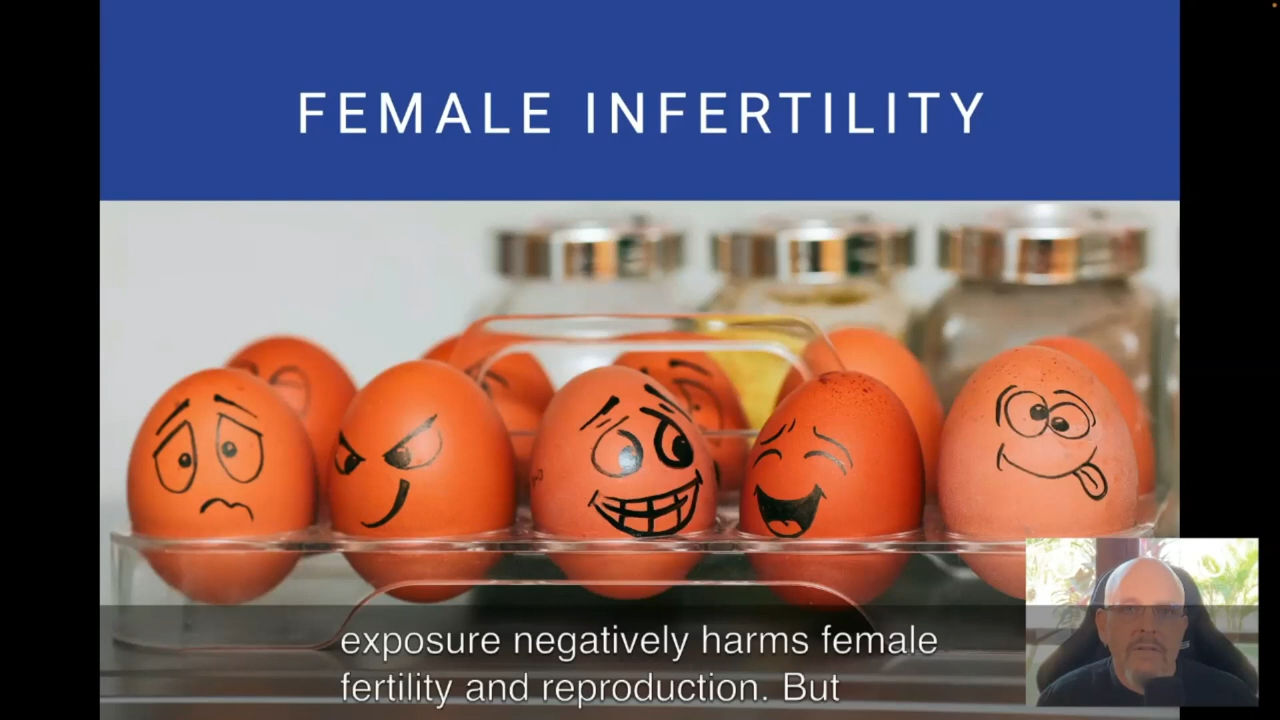 FEMALE INFERTILITY
exposure negatively harms female
fertility and reproduction. But